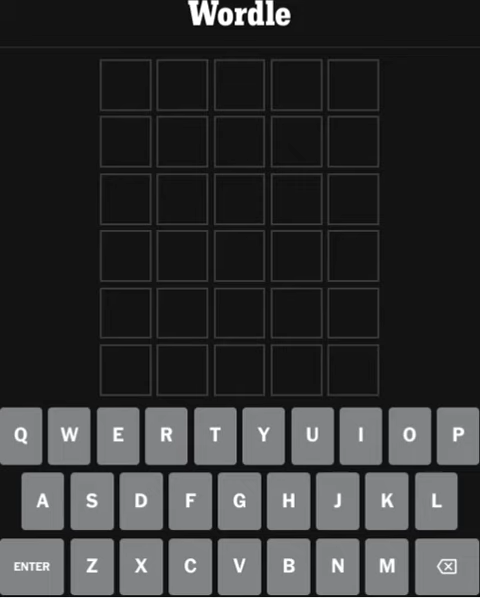 Wordle
Q W E R T Y U I O P
A S D F G H J K L
ENTER Z X C V B N M